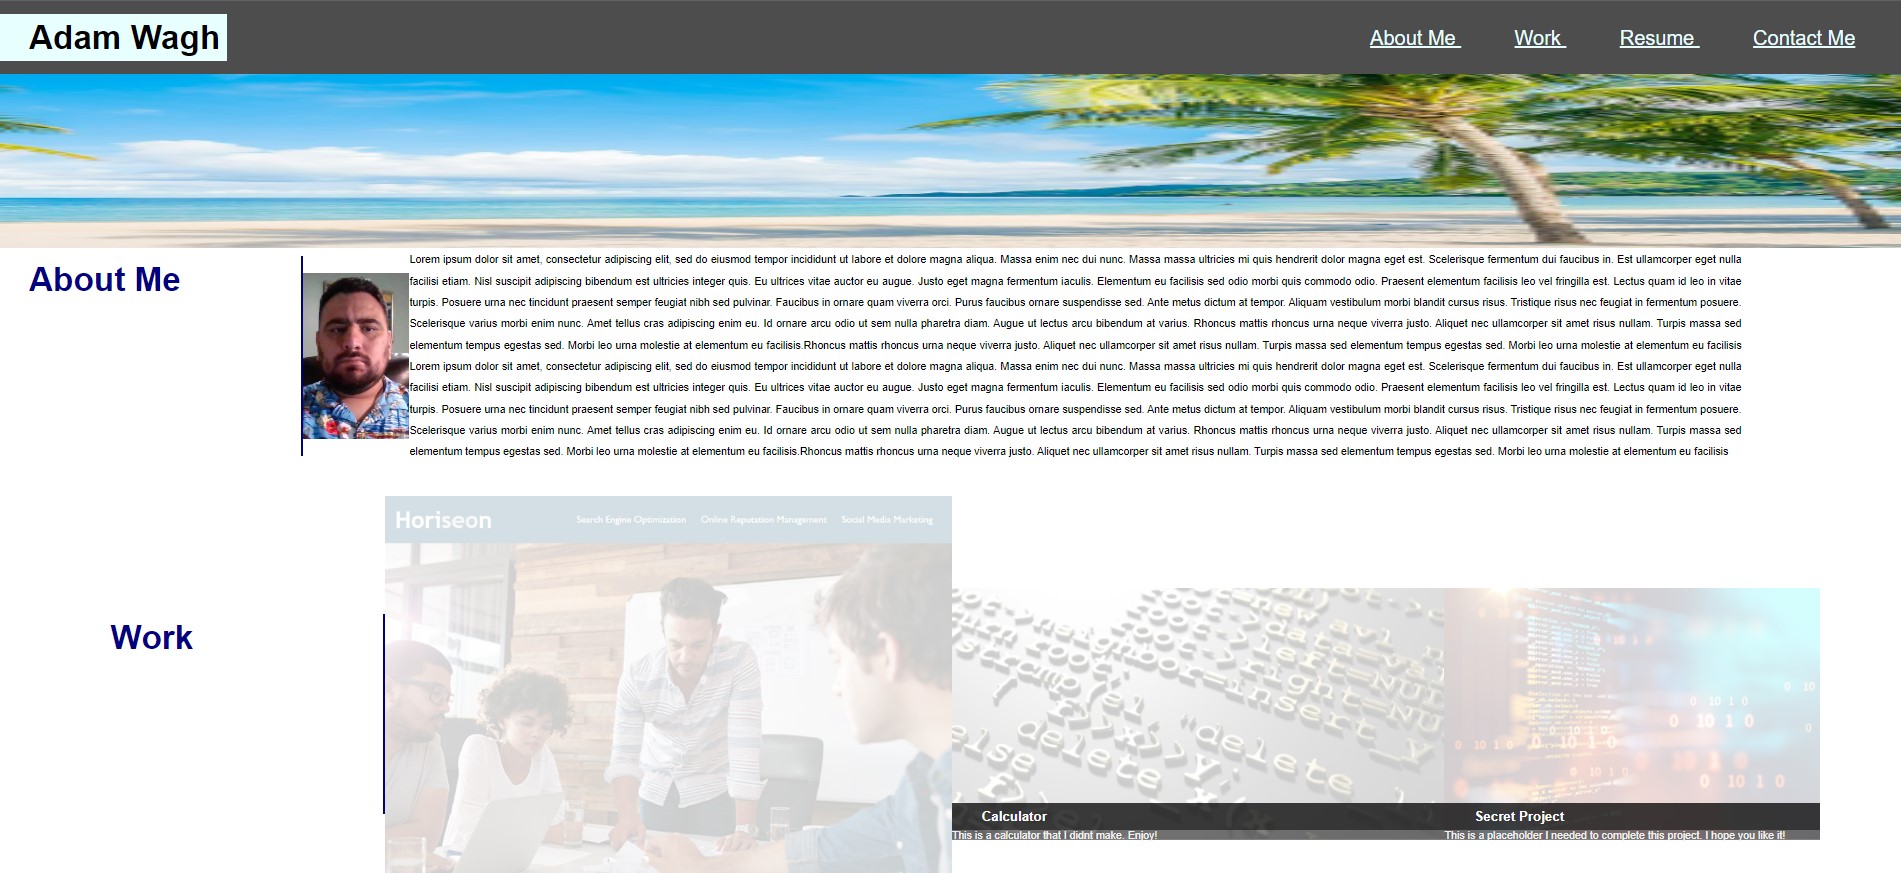 Adam Wagh
About Me
Work
Resume
Contact Me
About Me
Lorem ipsum dolor sit amet, consectetur adipiscing elit, sed do eiusmod tempor incididunt ut labore et dolore magna aliqua. Massa enim nec dui nunc. Massa massa ultricies mi quis hendrerit dolor magna eget est. Scelerisque fermentum dui faucibus in. Est ullamcorper eget nulla
facilisi etiam. Nisl suscipit adipiscing bibendum est ultricies integer quis. Eu ultrices vitae auctor eu augue. Justo eget magna fermentum iaculis. Elementum eu facilisis sed odio morbi quis commodo odio. Praesent elementum facilisis leo vel fringilla est. Lectus quam id leo in vitae
turpis. Posuere urna nec tincidunt praesent semper feugiat nibh sed pulvinar. Faucibus in ornare quam viverra orci. Purus faucibus ornare suspendisse sed. Ante metus dictum at tempor. Aliquam vestibulum morbi blandit cursus risus. Tristique risus nec feugiat in fermentum posuere.
Scelerisque varius morbi enim nunc. Amet tellus cras adipiscing enim eu. Id ornare arcu odio ut sem nulla pharetra diam. Augue ut lectus arcu bibendum at varius. Rhoncus mattis rhoncus urna neque viverra justo. Aliquet nec ullamcorper sit amet risus nullam. Turpis massa sed
elementum tempus egestas sed. Morbi leo urna molestie at elementum eu facilisis.Rhoncus mattis rhoncus urna neque viverra justo. Aliquet nec ullamcorper sit amet risus nullam. Turpis massa sed elementum tempus egestas sed. Morbi leo urna molestie at elementum eu facilisis
Lorem ipsum dolor sit amet, consectetur adipiscing elit, sed do eiusmod tempor incididunt ut labore et dolore magna aliqua. Massa enim nec dui nunc. Massa massa ultricies mi quis hendrerit dolor magna eget est. Scelerisque fermentum dui faucibus in. Est ullamcorper eget nulla
facilisi etiam. Nisl suscipit adipiscing bibendum est ultricies integer quis. Eu ultrices vitae auctor eu augue. Justo eget magna fermentum iaculis. Elementum eu facilisis sed odio morbi quis commodo odio. Praesent elementum facilisis leo vel fringilla est. Lectus quam id leo in vitae
turpis. Posuere urna nec tincidunt praesent semper feugiat nibh sed pulvinar. Faucibus in ornare quam viverra orci. Purus faucibus ornare suspendisse sed. Ante metus dictum at tempor. Aliquam vestibulum morbi blandit cursus risus. Tristique risus nec feugiat in fermentum posuere.
Scelerisque varius morbi enim nunc. Amet tellus cras adipiscing enim eu. Id ornare arcu odio ut sem nulla pharetra diam. Augue ut lectus arcu bibendum at varius. Rhoncus mattis rhoncus urna neque viverra justo. Aliquet nec ullamcorper sit amet risus nullam. Turpis massa sed
elementum tempus egestas sed. Morbi leo urna molestie at elementum eu facilisis.Rhoncus mattis rhoncus urna neque viverra justo. Aliquet nec ullamcorper sit amet risus nullam. Turpis massa sed elementum tempus egestas sed. Morbi leo urna molestie at elementum eu facilisis
Work
Horiseon
Search Engine Optimization
Online Reputation Management
Social Media Marketing
delete
"delete
else
delete
Calculator
This is a calculator that I didnt make. Enjoy!
Secret Project
This is a placeholder I needed to complete this project. I hope you like it!